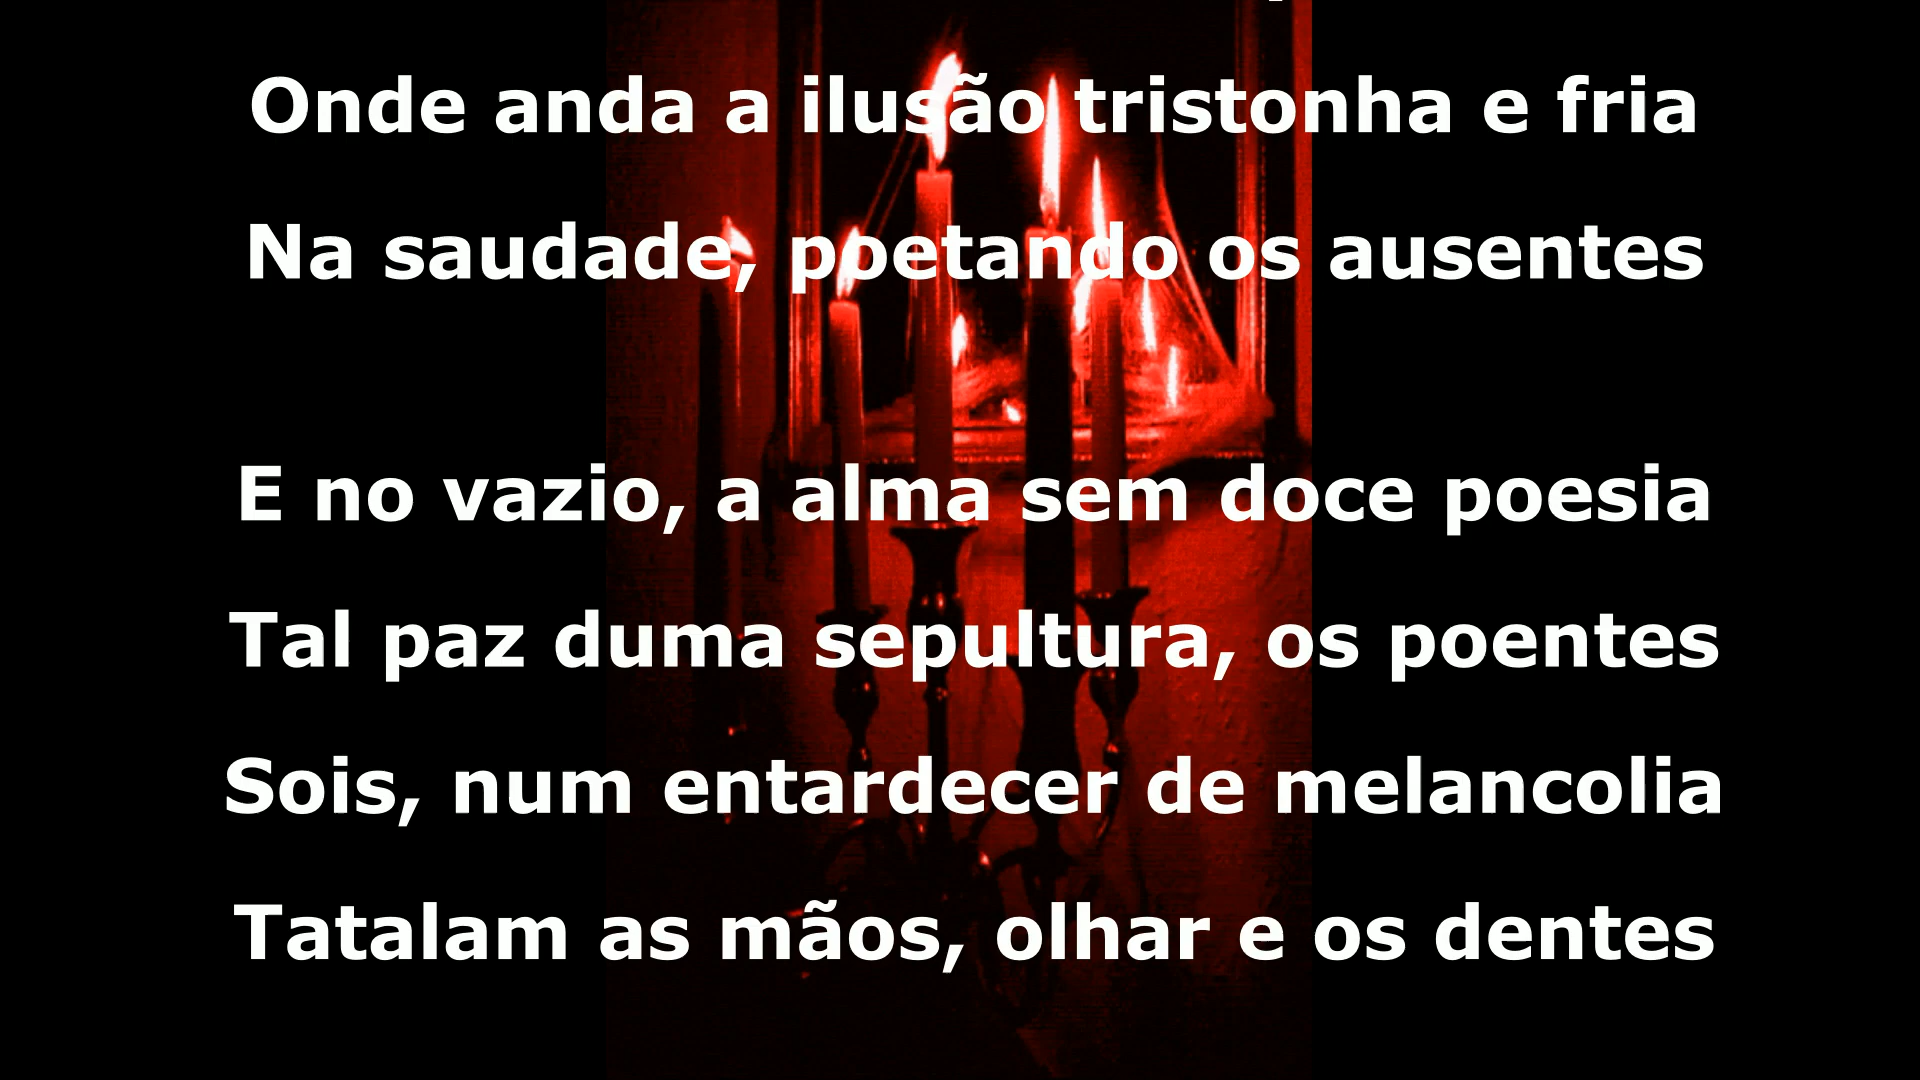 Onde anda a ilusão tristonha e fria
Na saudade, poetando os ausentes
E no vazio, a alma sem doce poesia
Tal paz duma sepultura, os poentes
Sois, num entardecer de melancolia
Tatalam as mãos, olhar e os dentes